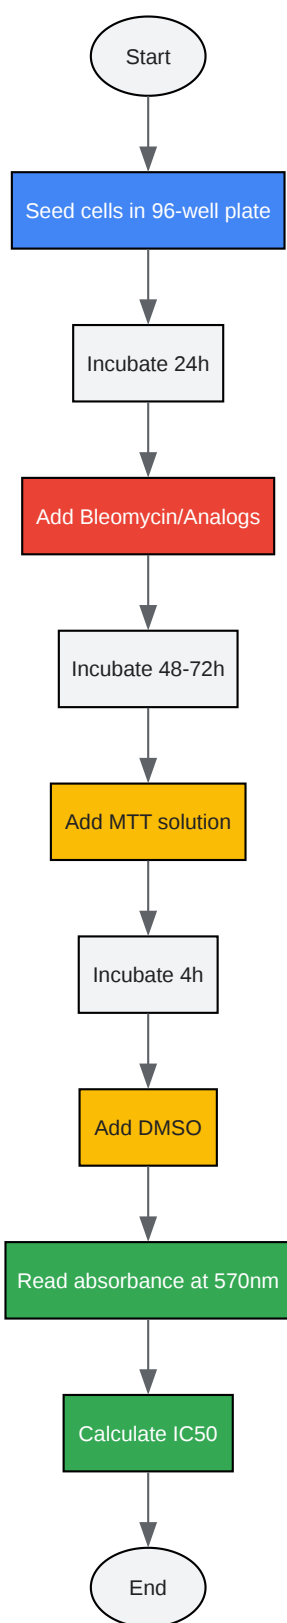 Start
Seed cells in 96-well plate
Incubate 24h
Add Bleomycin/Analogs
Incubate 48-72h
Add MTT solution
Incubate 4h
Add DMSO
Read absorbance at 570nm
Calculate IC50
End